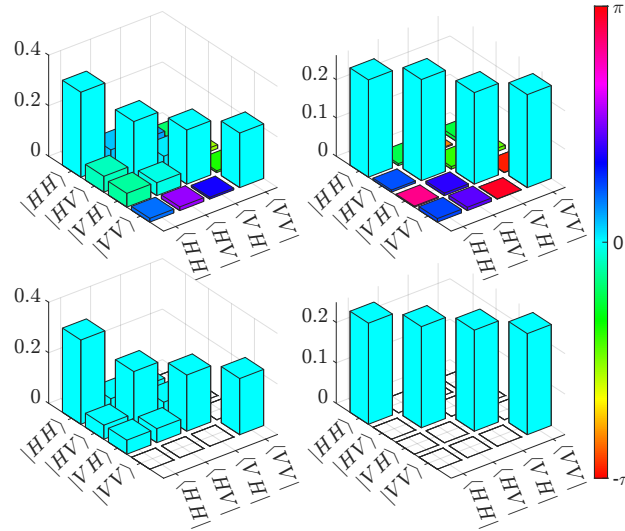 0.4
0.2
0
|HH⟩
|HV⟩
|VH⟩
|VV⟩
⟨HH|
⟨HV|
⟨VH|
⟨VV|
0.2
0.1
0
|HH⟩
|HV⟩
|VH⟩
|VV⟩
⟨HH|
⟨HV|
⟨VH|
⟨VV|
π
0
-π
0.4
0.2
0
|HH⟩
|HV⟩
|VH⟩
|VV⟩
⟨HH|
⟨HV|
⟨VH|
⟨VV|
0.2
0.1
0
|HH⟩
|HV⟩
|VH⟩
|VV⟩
⟨HH|
⟨HV|
⟨VH|
⟨VV|